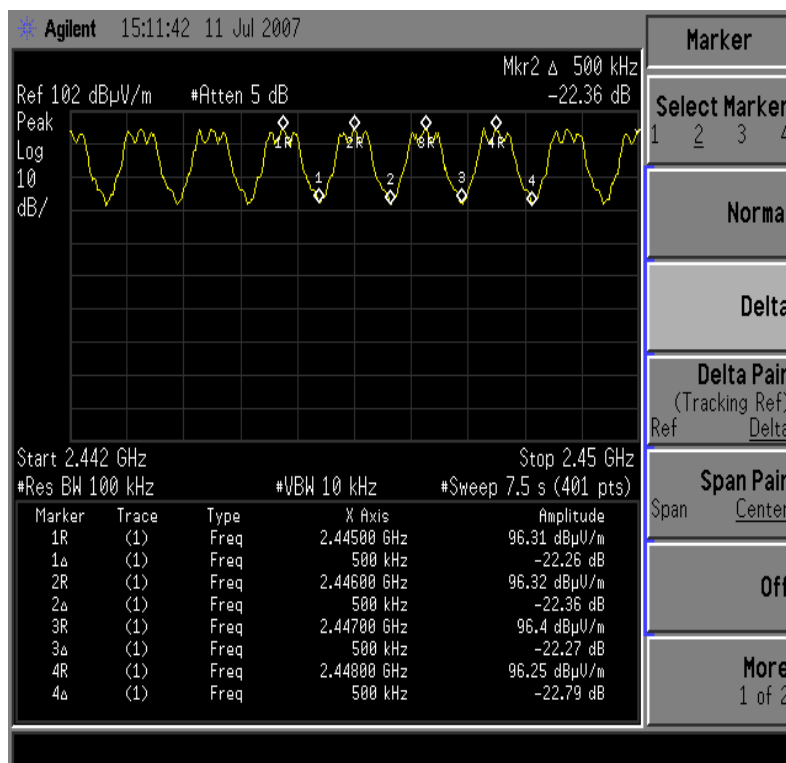 Agilent 15:11:42 11 Jul 2007
Mkr2 Δ 500 kHz
Ref 102 dBµV/m #Atten 5 dB -22.36 dB
Peak
Log
10
dB/
1R 2R 3R 4R
1 2 3 4
Start 2.442 GHz Stop 2.45 GHz
#Res BW 100 kHz #VBW 10 kHz #Sweep 7.5 s (401 pts)
Marker Trace Type X Axis Amplitude
1R (1) Freq 2.44500 GHz 96.31 dBµV/m
1Δ (1) Freq 500 kHz -22.26 dB
2R (1) Freq 2.44600 GHz 96.32 dBµV/m
2Δ (1) Freq 500 kHz -22.36 dB
3R (1) Freq 2.44700 GHz 96.4 dBµV/m
3Δ (1) Freq 500 kHz -22.27 dB
4R (1) Freq 2.44800 GHz 96.25 dBµV/m
4Δ (1) Freq 500 kHz -22.79 dB
Marker
Select Marker
1 2 3 4
Norma
Delta
Delta Pair
(Tracking Ref)
Ref Delta
Span Pair
Span Center
Off
More
1 of 2